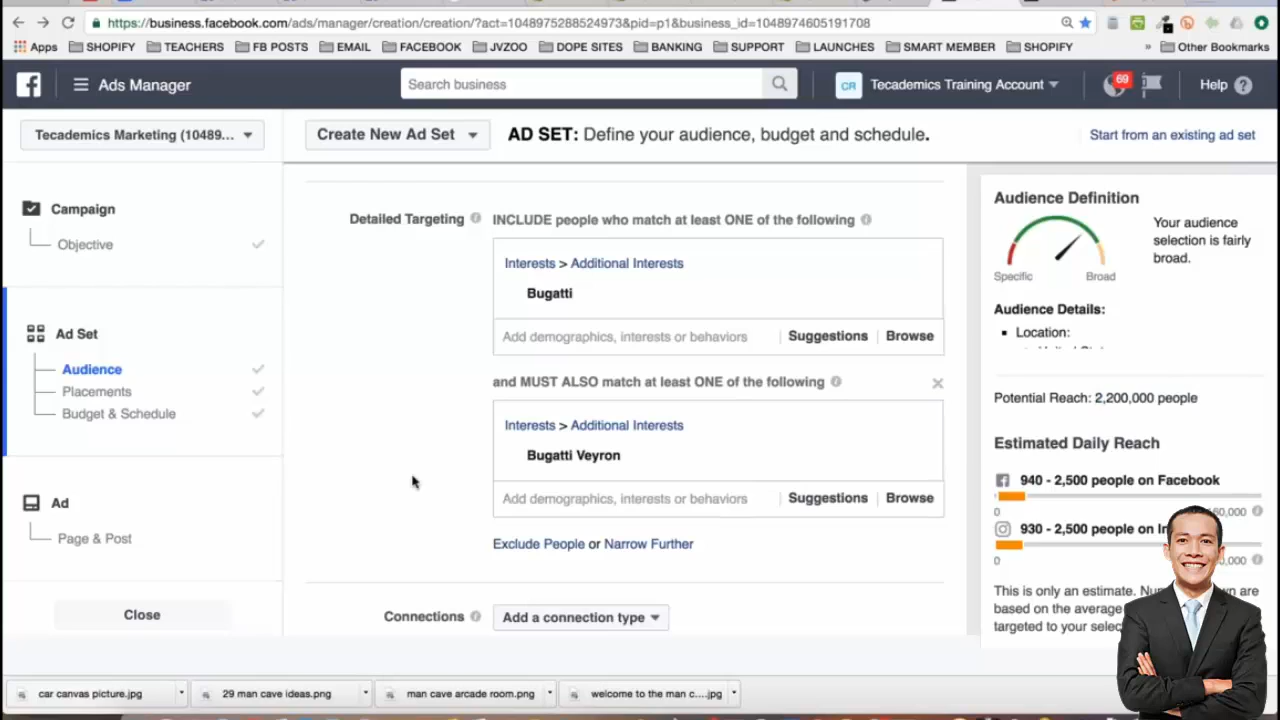 https://business.facebook.com/ads/manager/creation/creation/?act=1048975288524973&pid=p1&business_id=1048974605191708
Apps SHOPIFY TEACHERS FB POSTS EMAIL FACEBOOK JVZOO DOPE SITES BANKING SUPPORT LAUNCHES SMART MEMBER SHOPIFY » Other Bookmarks
Ads Manager Search business CR Tecademics Training Account 69 Help ?
Tecademics Marketing (10489... Create New Ad Set AD SET: Define your audience, budget and schedule. Start from an existing ad set
Campaign
Objective
Ad Set
Audience
Placements
Budget & Schedule
Ad
Page & Post
Close
Detailed Targeting INCLUDE people who match at least ONE of the following
Interests > Additional Interests
Bugatti
Add demographics, interests or behaviors Suggestions Browse
and MUST ALSO match at least ONE of the following
Interests > Additional Interests
Bugatti Veyron
Add demographics, interests or behaviors Suggestions Browse
Exclude People or Narrow Further
Connections Add a connection type
Audience Definition
Your audience
selection is fairly
broad.
Specific Broad
Audience Details:
Location:
Potential Reach: 2,200,000 people
Estimated Daily Reach
940 - 2,500 people on Facebook
0
930 - 2,500 people on
0
This is only an estimate. are
based on the average
targeted to your
car canvas picture.jpg 29 man cave ideas.png man cave arcade room.png welcome to the man c....jpg